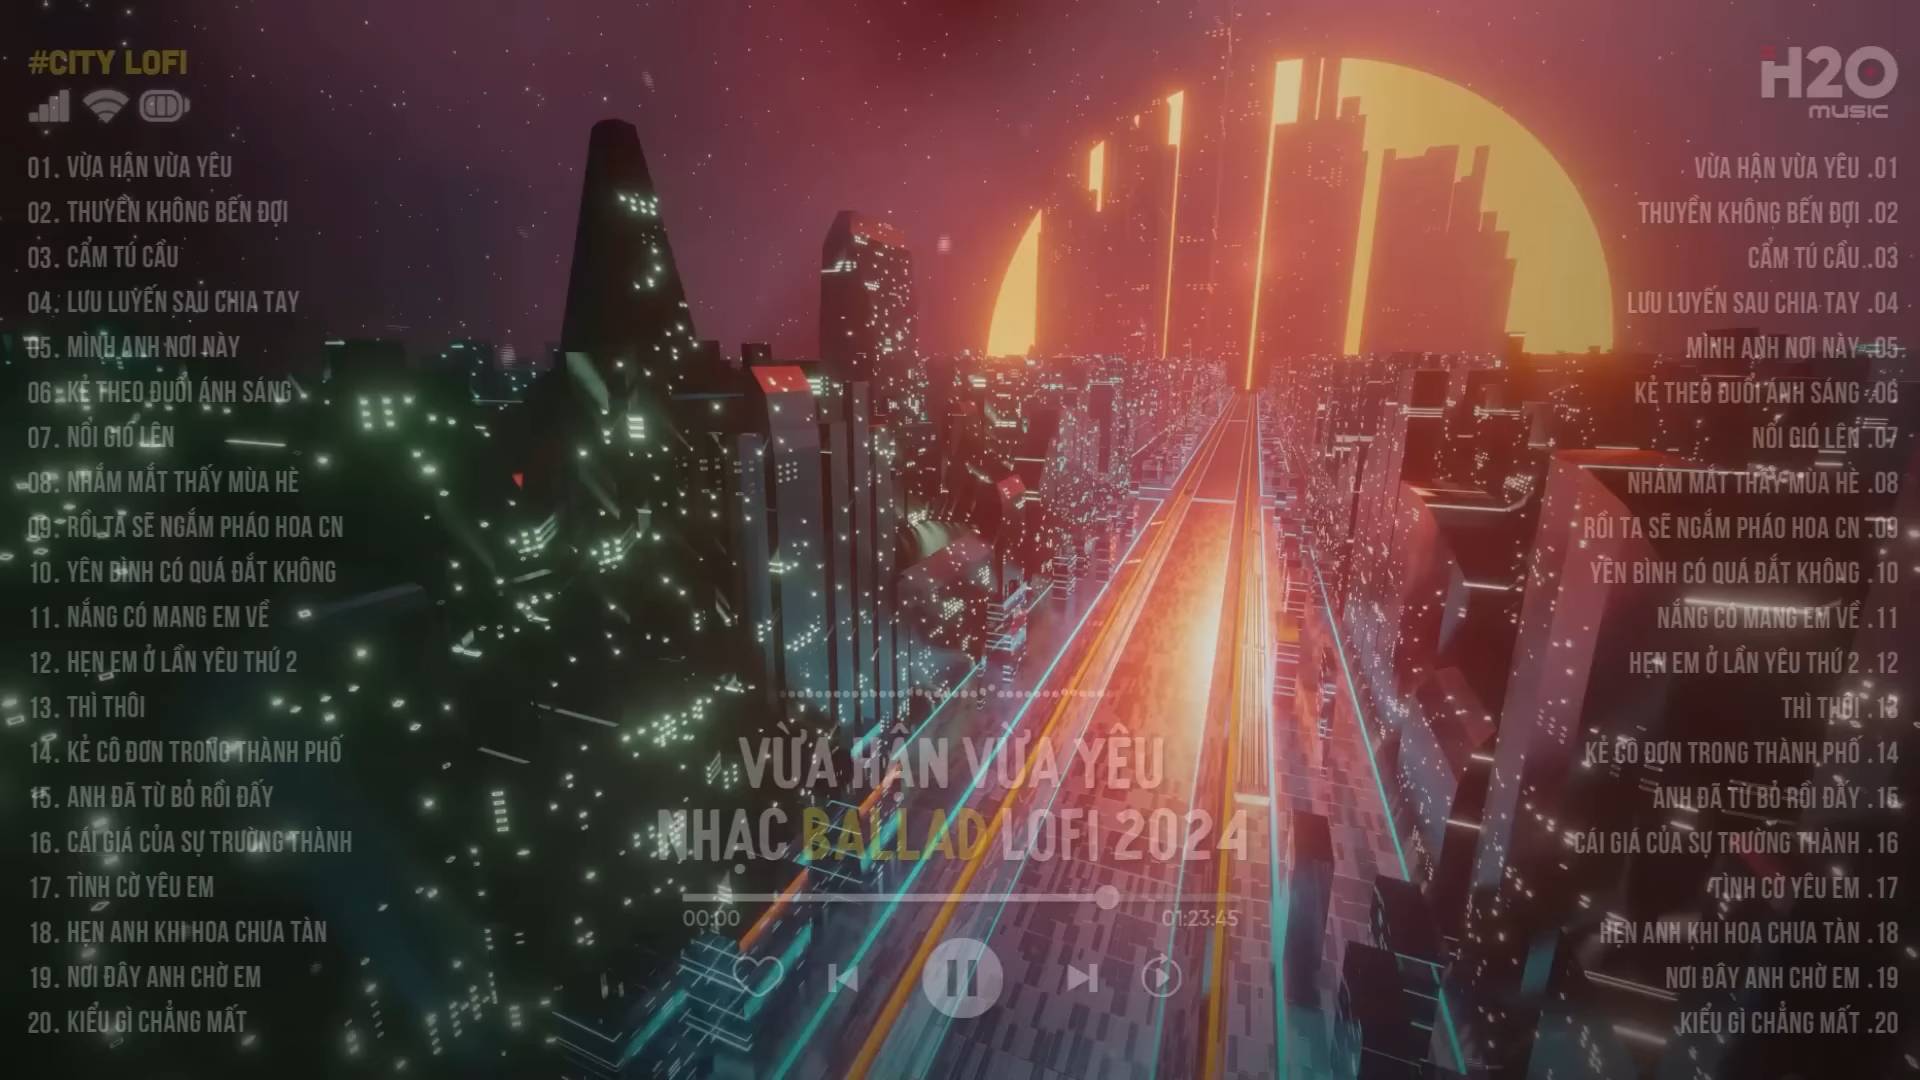 #CITY LOFI
01. VỪA HẬN VỪA YÊU
02. THUYỀN KHÔNG BẾN ĐỢI
03. CẨM TÚ CẦU
04. LƯU LUYẾN SAU CHIA TAY
05. MÌNH ANH NƠI NÀY
06. KẺ THEO ĐUỔI ÁNH SÁNG
07. NỔI GIÓ LÊN
08. NHẮM MẮT THẤY MÙA HÈ
09. RỒI TA SẼ NGẮM PHÁO HOA CN
10. YÊN BÌNH CÓ QUÁ ĐẮT KHÔNG
11. NẮNG CÓ MANG EM VỀ
12. HẸN EM Ở LẦN YÊU THỨ 2
13. THÌ THÔI
14. KẺ CÔ ĐƠN TRONG THÀNH PHỐ
15. ANH ĐÃ TỪ BỎ RỒI ĐẤY
16. CÁI GIÁ CỦA SỰ TRƯỞNG THÀNH
17. TÌNH CỜ YÊU EM
18. HẸN ANH KHI HOA CHƯA TÀN
19. NƠI ĐÂY ANH CHỜ EM
20. KIỂU GÌ CHẲNG MẤT
VỪA HẬN VỪA YÊU
NHẠC BALLAD LOFI 2024
00:00
01:23:45
H2O
MUSIC
VỪA HẬN VỪA YÊU .01
THUYỀN KHÔNG BẾN ĐỢI .02
CẨM TÚ CẦU .03
LƯU LUYẾN SAU CHIA TAY .04
MÌNH ANH NƠI NÀY .05
KẺ THEO ĐUỔI ÁNH SÁNG .06
NỔI GIÓ LÊN .07
NHẮM MẮT THẤY MÙA HÈ .08
RỒI TA SẼ NGẮM PHÁO HOA CN .09
YÊN BÌNH CÓ QUÁ ĐẮT KHÔNG .10
NẮNG CÓ MANG EM VỀ .11
HẸN EM Ở LẦN YÊU THỨ 2 .12
THÌ THÔI .13
KẺ CÔ ĐƠN TRONG THÀNH PHỐ .14
ANH ĐÃ TỪ BỎ RỒI ĐẤY .15
CÁI GIÁ CỦA SỰ TRƯỞNG THÀNH .16
TÌNH CỜ YÊU EM .17
HẸN ANH KHI HOA CHƯA TÀN .18
NƠI ĐÂY ANH CHỜ EM .19
KIỂU GÌ CHẲNG MẤT .20